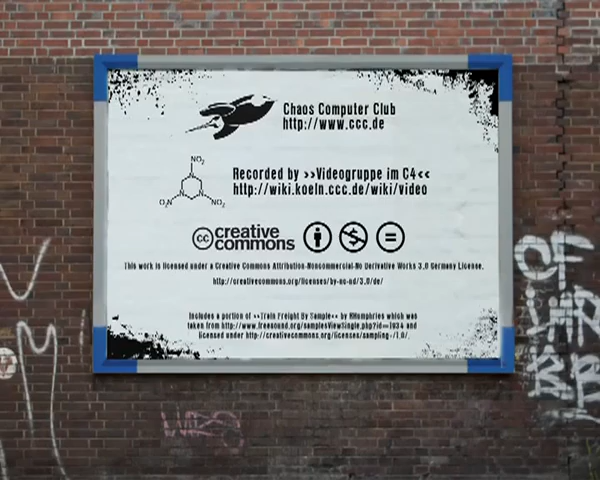 Chaos Computer Club
http://www.ccc.de
NO2
O2N
NO2
N
N
N
Recorded by >>Videogruppe im C4<<
http://wiki.koeln.ccc.de/wiki/video
cc creative commons
This work is licensed under a Creative Commons Attribution-Noncommercial-No Derivative Works 3.0 Germany License.
http://creativecommons.org/licenses/by-nc-nd/3.0/de/
Includes a portion of >>Train Freight By Sample<< by RHumphries which was
taken from http://www.freesound.org/samplesViewSingle.php?id=1934 and
licensed under http://creativecommons.org/licenses/sampling+/1.0/.
OF